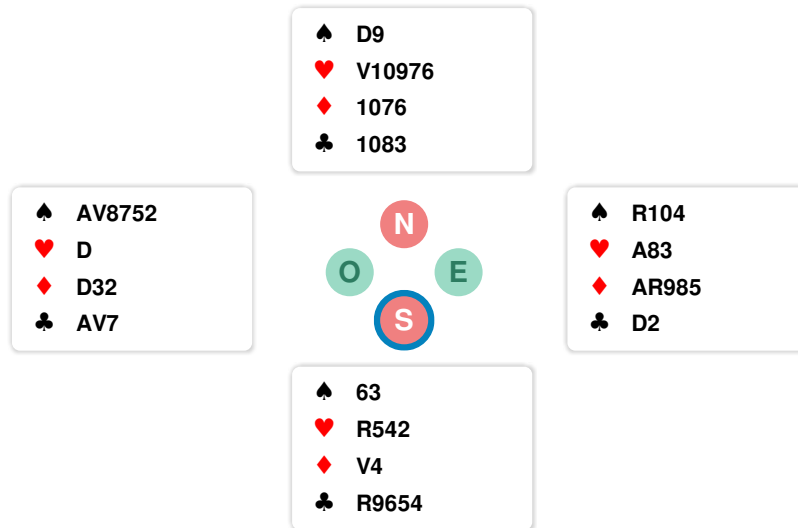 ♠ D9
♥ V10976
♦ 1076
♣ 1083
♠ AV8752
♥ D
♦ D32
♣ AV7
N
O E
S
♠ R104
♥ A83
♦ AR985
♣ D2
♠ 63
♥ R542
♦ V4
♣ R9654